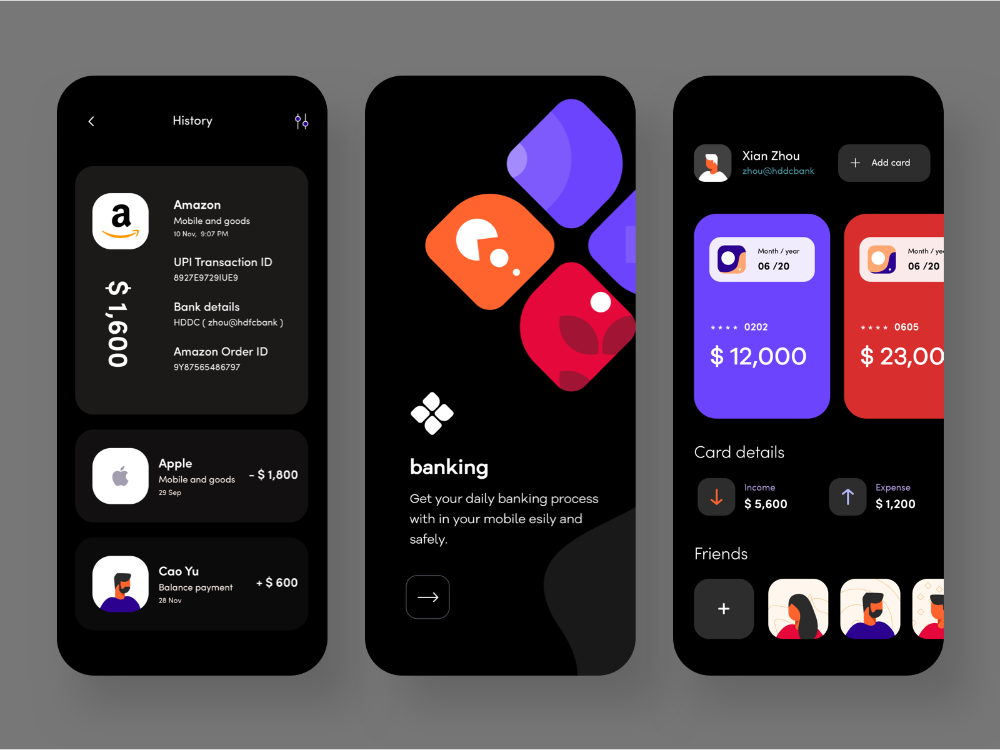 History
a
Amazon
Mobile and goods
10 Nov, 9:07 PM
UPI Transaction ID
8927E9729IUE9
Bank details
HDDC ( zhou@hdfcbank )
Amazon Order ID
9Y87565486797
$ 1,600
Apple
Mobile and goods
29 Sep
- $ 1,800
Cao Yu
Balance payment
28 Nov
+ $ 600
banking
Get your daily banking process
with in your mobile esily and
safely.
Xian Zhou
zhou@hddcbank
+ Add card
Month / year
06 /20
**** 0202
$ 12,000
Month / year
06 /20
**** 0605
$ 23,00
Card details
Income
$ 5,600
Expense
$ 1,200
Friends
+